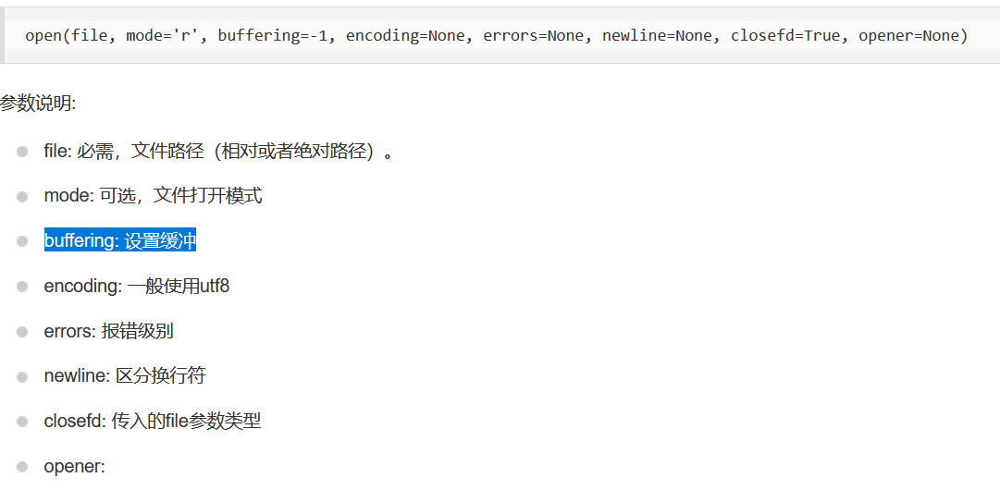 open(file, mode='r', buffering=-1, encoding=None, errors=None, newline=None, closefd=True, opener=None)
参数说明:
file: 必需，文件路径（相对或者绝对路径）。
mode: 可选，文件打开模式
buffering: 设置缓冲
encoding: 一般使用utf8
errors: 报错级别
newline: 区分换行符
closefd: 传入的file参数类型
opener: